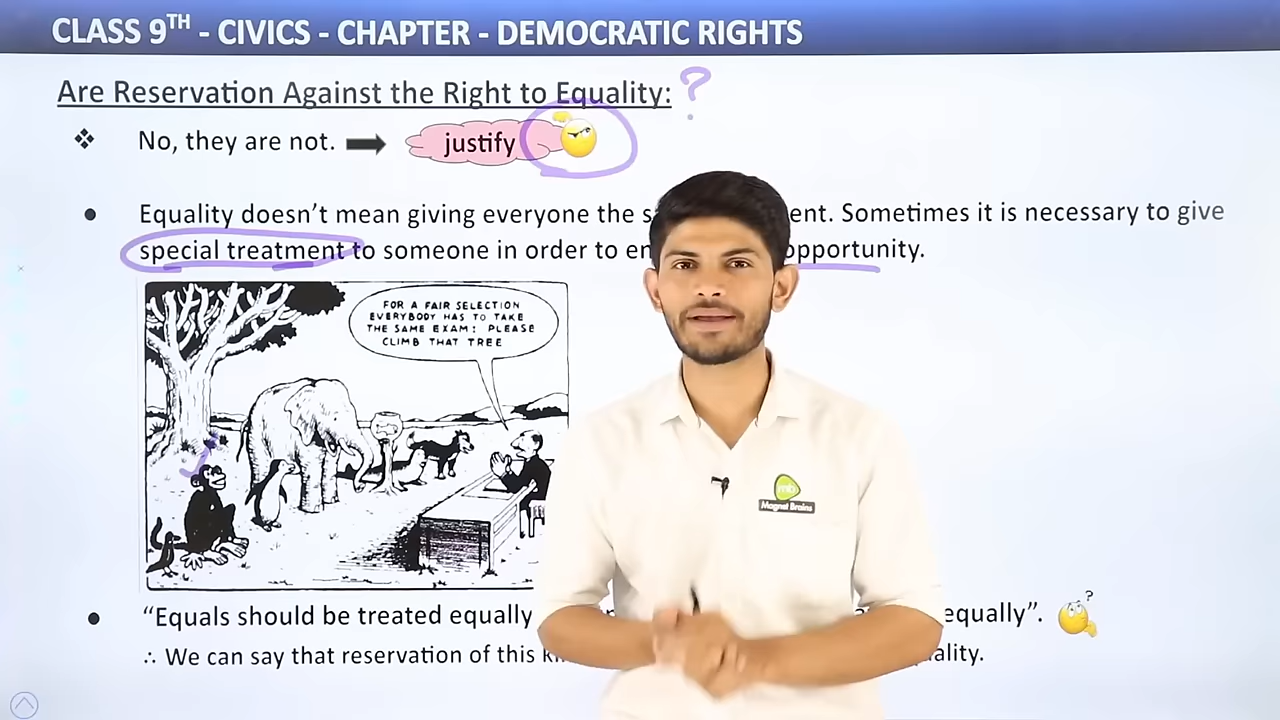 CLASS 9TH - CIVICS - CHAPTER - DEMOCRATIC RIGHTS
Are Reservation Against the Right to Equality: ?
❖ No, they are not. ➡ justify
• Equality doesn’t mean giving everyone the ent. Sometimes it is necessary to give
special treatment to someone in order to opportunity.
FOR A FAIR SELECTION
EVERYBODY HAS TO TAKE
THE SAME EXAM: PLEASE
CLIMB THAT TREE
mb
Magnet Brains
• “Equals should be treated equally equally”.
∴ We can say that reservation of this ality.